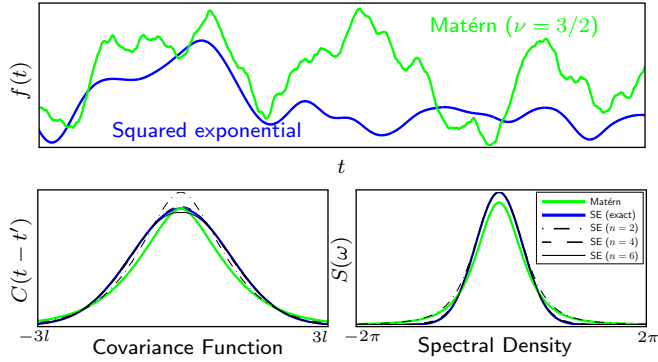 Matérn (ν = 3/2)
f(t)
Squared exponential
t
C(t − t′)
−3l
3l
Covariance Function
S(ω)
Matérn
SE (exact)
SE (n = 2)
SE (n = 4)
SE (n = 6)
−2π
2π
Spectral Density